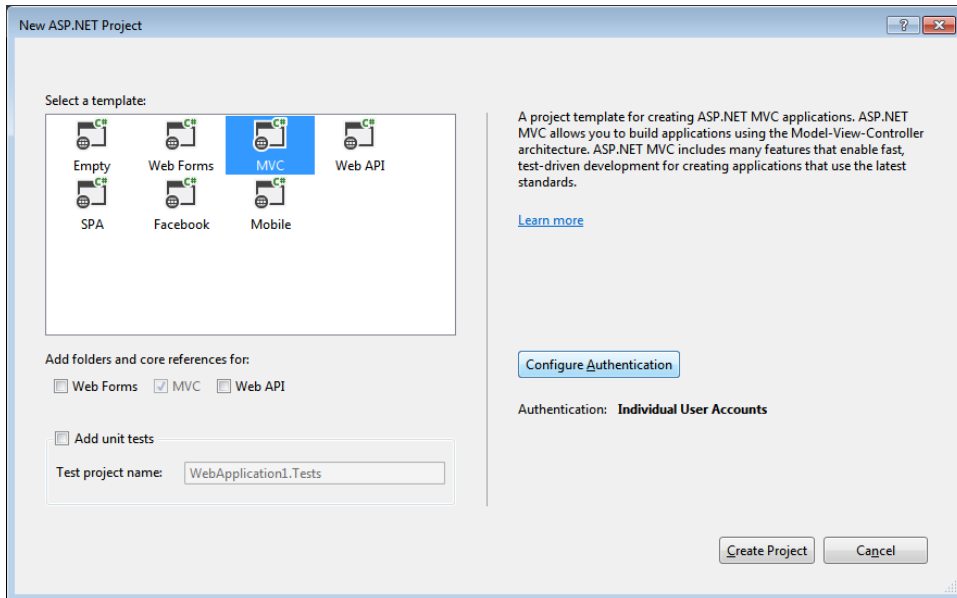 New ASP.NET Project
?
Select a template:
C# C# C# C#
Empty Web Forms MVC Web API
C# C# C#
SPA Facebook Mobile
A project template for creating ASP.NET MVC applications. ASP.NET
MVC allows you to build applications using the Model-View-Controller
architecture. ASP.NET MVC includes many features that enable fast,
test-driven development for creating applications that use the latest
standards.
Learn more
Add folders and core references for:
Web Forms MVC Web API
Add unit tests
Test project name: WebApplication1.Tests
Configure Authentication
Authentication: Individual User Accounts
Create Project Cancel